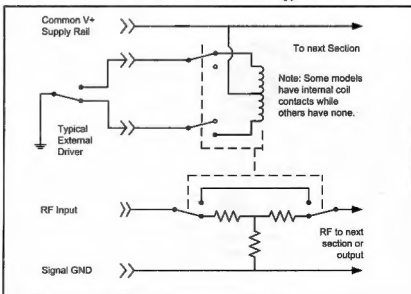 Common V+
Supply Rail
To next Section
Note: Some models
have internal coil
contacts while
others have none.
Typical
External
Driver
RF Input
RF to next
section or
output
Signal GND